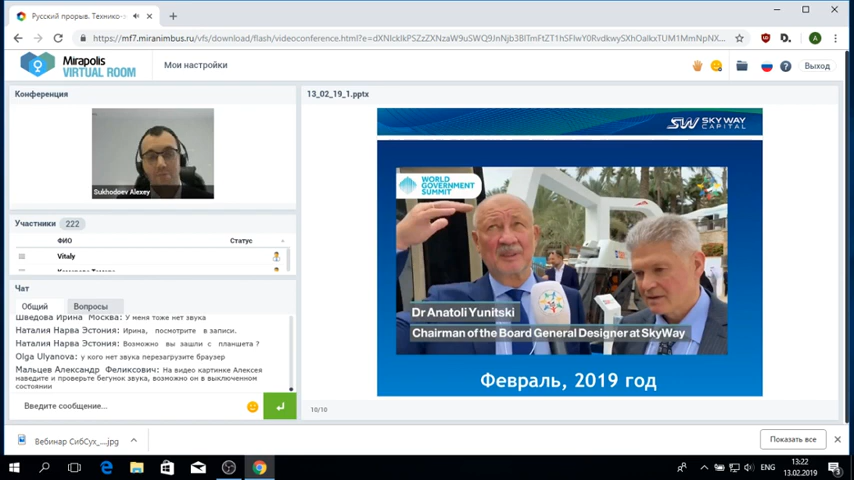 Русский прорыв. Технико-э
https://mf7.miranimbus.ru/vfs/download/flash/videoconference.html?e=
Mirapolis
VIRTUAL ROOM
Мои настройки
Выход
Конференция
Sukhodoev Alexey
Участники 222
ФИО Статус
Vitaly
Чат
Общий Вопросы
Шведова Ирина Москва: У меня тоже нет звука
Наталия Нарва Эстония: Ирина, посмотрите в записи.
Наталия Нарва Эстония: Возможно вы зашли с планшета ?
Olga Ulyanova: у кого нет звука перезагрузите браузер
Мальцев Александр Феликсович: На видео картинке Алексея
наведите и проверьте бегунок звука, возможно он в выключенном
состоянии
Введите сообщение...
13_02_19_1.pptx
SKY WAY
CAPITAL
WORLD
GOVERNMENT
SUMMIT
Dr Anatoli Yunitski
Chairman of the Board General Designer at SkyWay
Февраль, 2019 год
10/10
Вебинар СибСух_....jpg
Показать все
ENG
13:22
13.02.2019